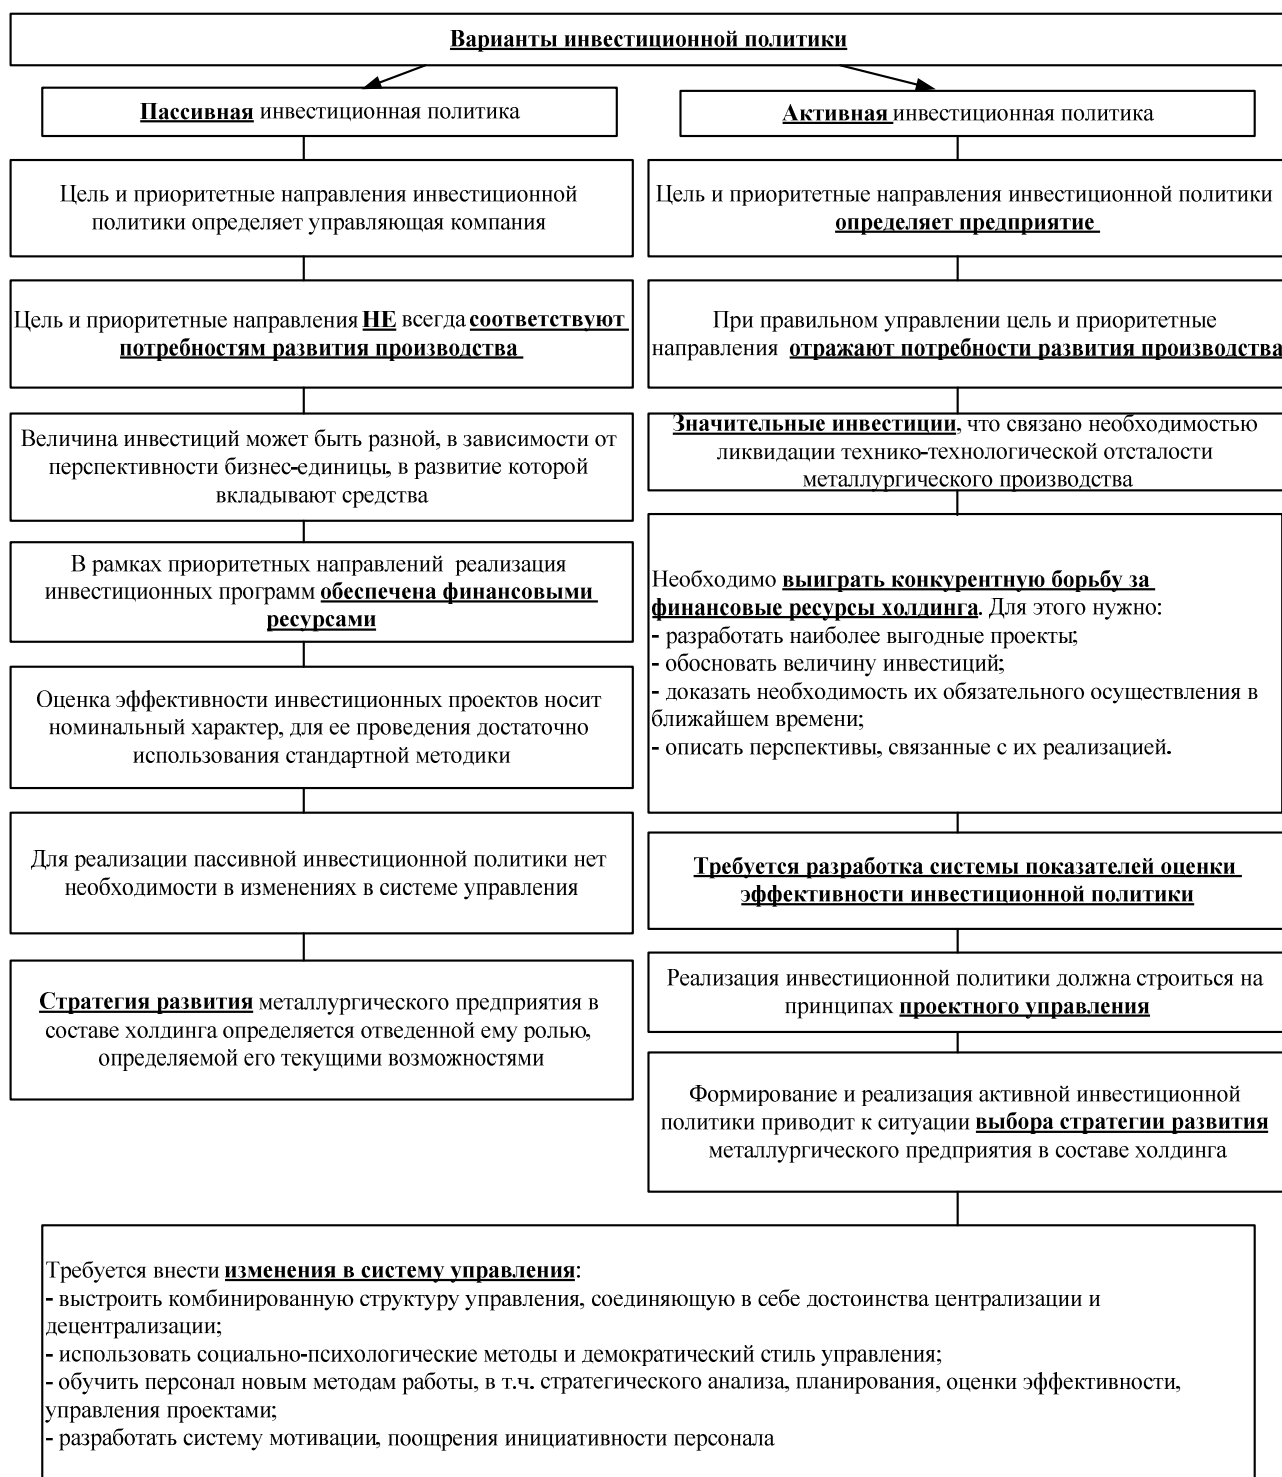 Варианты инвестиционной политики
Пассивная инвестиционная политика
Цель и приоритетные направления инвестиционной
политики определяет управляющая компания
Цель и приоритетные направления НЕ всегда соответствуют
потребностям развития производства
Величина инвестиций может быть разной, в зависимости от
перспективности бизнес-единицы, в развитие которой
вкладывают средства
В рамках приоритетных направлений реализация
инвестиционных программ обеспечена финансовыми
ресурсами
Оценка эффективности инвестиционных проектов носит
номинальный характер, для ее проведения достаточно
использования стандартной методики
Для реализации пассивной инвестиционной политики нет
необходимости в изменениях в системе управления
Стратегия развития металлургического предприятия в
составе холдинга определяется отведенной ему ролью,
определяемой его текущими возможностями
Активная инвестиционная политика
Цель и приоритетные направления инвестиционной политики
определяет предприятие
При правильном управлении цель и приоритетные
направления отражают потребности развития производства
Значительные инвестиции, что связано необходимостью
ликвидации технико-технологической отсталости
металлургического производства
Необходимо выиграть конкурентную борьбу за
финансовые ресурсы холдинга. Для этого нужно:
- разработать наиболее выгодные проекты;
- обосновать величину инвестиций;
- доказать необходимость их обязательного осуществления в
ближайшем времени;
- описать перспективы, связанные с их реализацией.
Требуется разработка системы показателей оценки
эффективности инвестиционной политики
Реализация инвестиционной политики должна строиться на
принципах проектного управления
Формирование и реализация активной инвестиционной
политики приводит к ситуации выбора стратегии развития
металлургического предприятия в составе холдинга
Требуется внести изменения в систему управления:
- выстроить комбинированную структуру управления, соединяющую в себе достоинства централизации и
децентрализации;
- использовать социально-психологические методы и демократический стиль управления;
- обучить персонал новым методам работы, в т.ч. стратегического анализа, планирования, оценки эффективности,
управления проектами;
- разработать систему мотивации, поощрения инициативности персонала